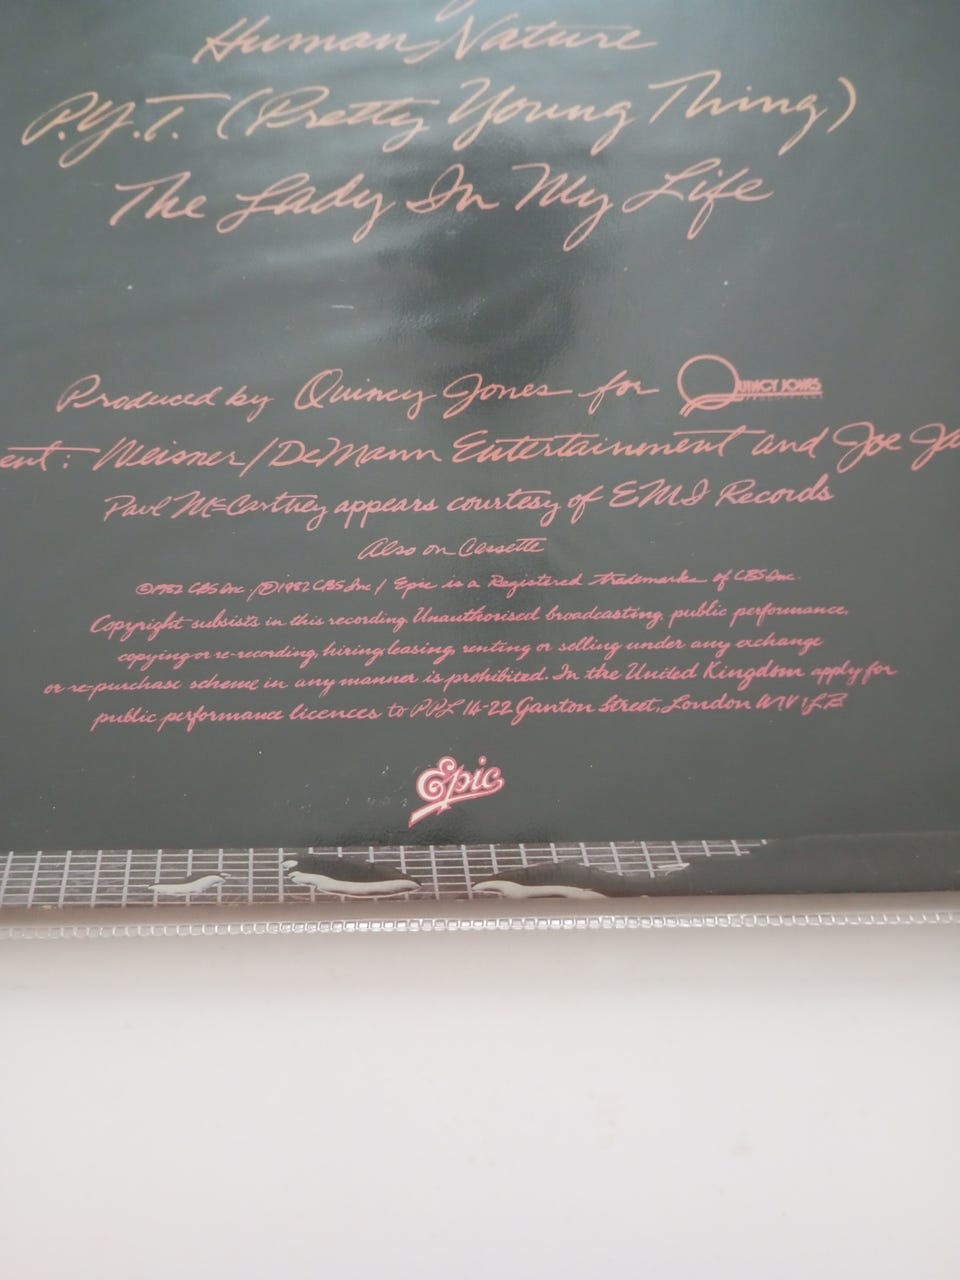 Human Nature
P.Y.T. (Pretty Young Thing)
The Lady In My Life
Produced by Quincy Jones for QUINCY JONES
ent: Weisner/DeMann Entertainment and Joe Ja
Paul McCartney appears courtesy of EMI Records
Also on Cassette
©1982 CBS Inc./℗1982 CBS Inc/ Epic is a Registered trademarks of CBS Inc.
Copyright subsists in this recording. Unauthorised broadcasting, public performance,
copying or re-recording, hiring leasing, renting or selling under any exchange
or re-purchase scheme in any manner is prohibited. In the United Kingdom apply for
public performance licences to PPL 14-22 Ganton Street, London W1V 1LB
Epic